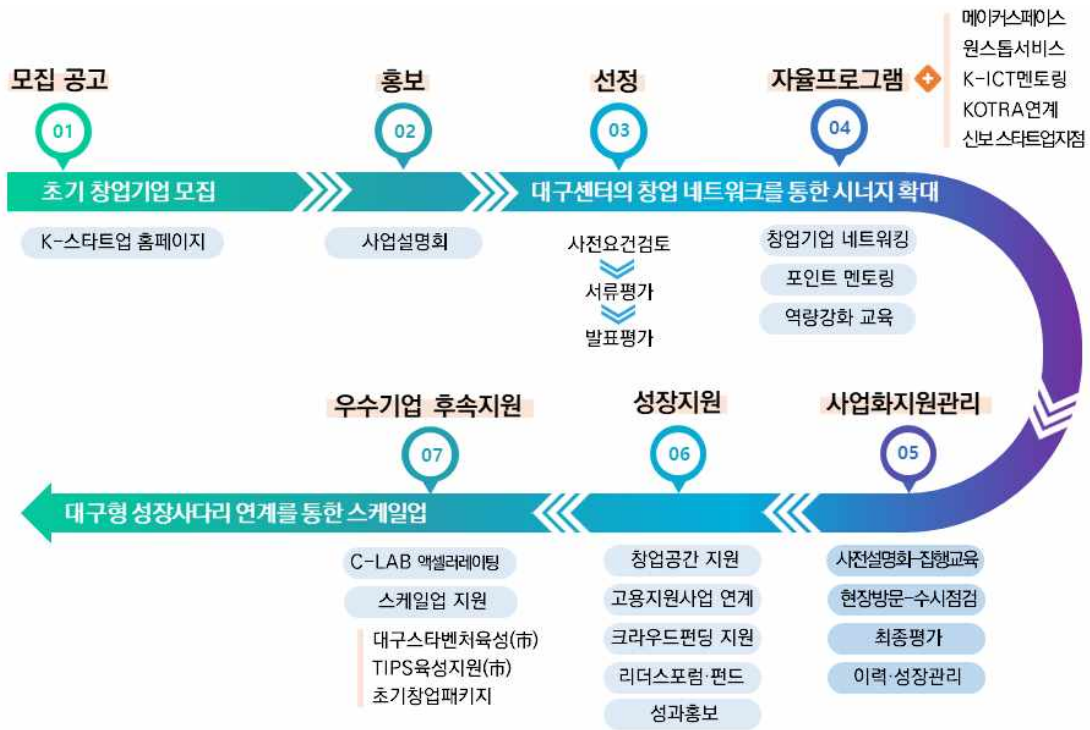 모집 공고
01
초기 창업기업 모집
K-스타트업 홈페이지
홍보
02
사업설명회
선정
03
대구센터의 창업 네트워크를 통한 시너지 확대
사전요건검토
서류평가
발표평가
자율프로그램
04
메이커스페이스
원스톱서비스
K-ICT멘토링
KOTRA연계
신보 스타트업지점
창업기업 네트워킹
포인트 멘토링
역량강화 교육
사업화지원관리
05
사전설명회-집행교육
현장방문-수시점검
최종평가
이력·성장관리
성장지원
06
창업공간 지원
고용지원사업 연계
크라우드펀딩 지원
리더스포럼·펀드
성과홍보
우수기업 후속지원
07
대구형 성장사다리 연계를 통한 스케일업
C-LAB 액셀러레이팅
스케일업 지원
대구스타벤처육성(市)
TIPS육성지원(市)
초기창업패키지